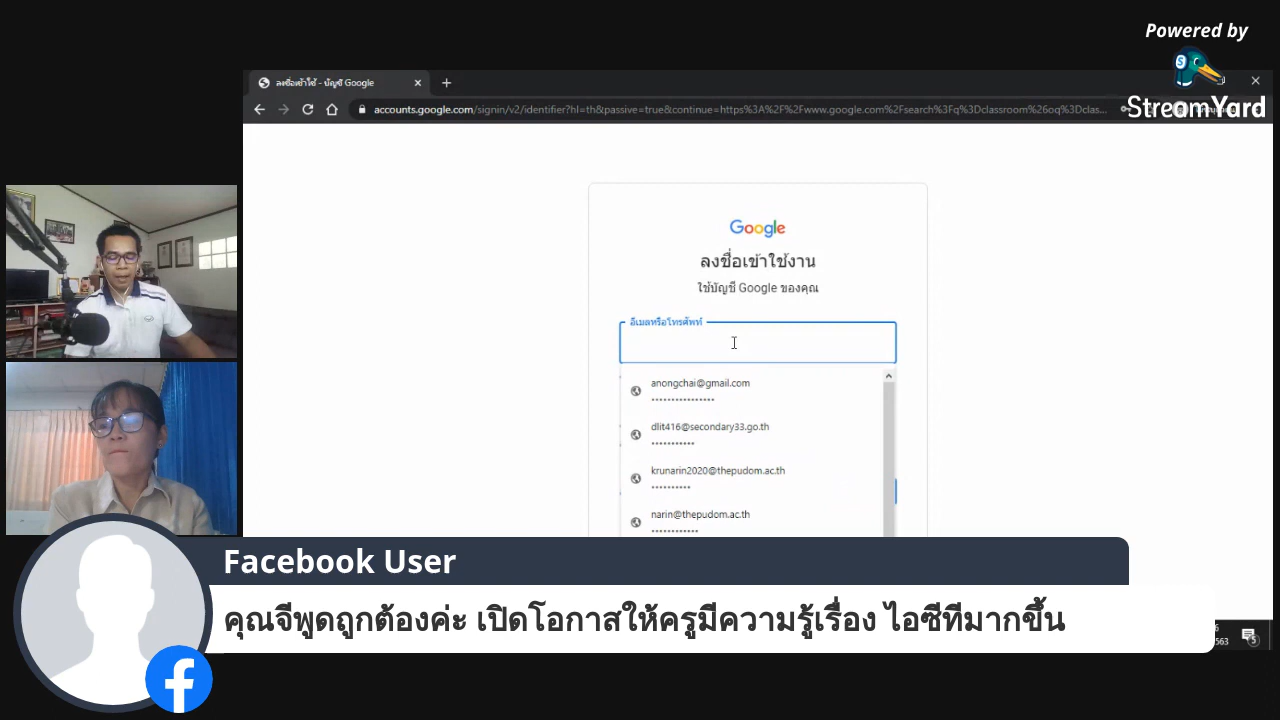 Powered by
StreamYard
ลงชื่อเข้าใช้ - บัญชี Google
accounts.google.com/signin/v2/identifier?hl=th&passive=true&continue=https%3A%2F%2Fwww.google.com%2Fsearch%3Fq%3Dclassroom%26oq%3Dclas...
Google
ลงชื่อเข้าใช้งาน
ใช้บัญชี Google ของคุณ
อีเมลหรือโทรศัพท์
anongchai@gmail.com
dlit416@secondary33.go.th
krunarin2020@thepudom.ac.th
narin@thepudom.ac.th
Facebook User
คุณจีพูดถูกต้องค่ะ เปิดโอกาสให้ครูมีความรู้เรื่อง ไอซีทีมากขึ้น